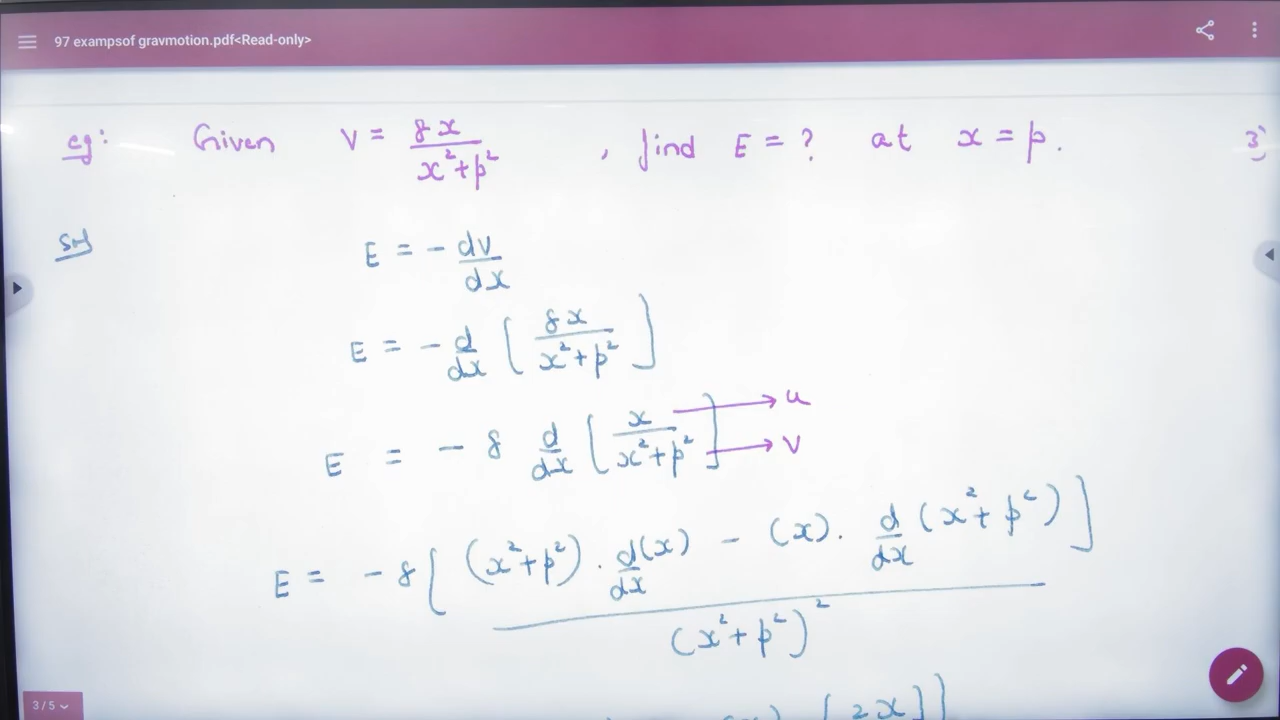 97 exampsof gravmotion.pdf<Read-only>
eg: Given V = 8x / x²+p² , find E = ? at x = p. 3)
Sol
E = - dv/dx
E = - d/dx [ 8x / x²+p² ]
E = - 8 d/dx [ x / x²+p² ] → u → V
E = - 8 [ (x²+p²) . d/dx (x) - (x) . d/dx (x²+p²) ] / (x²+p²)²
[2x]]
3 / 5